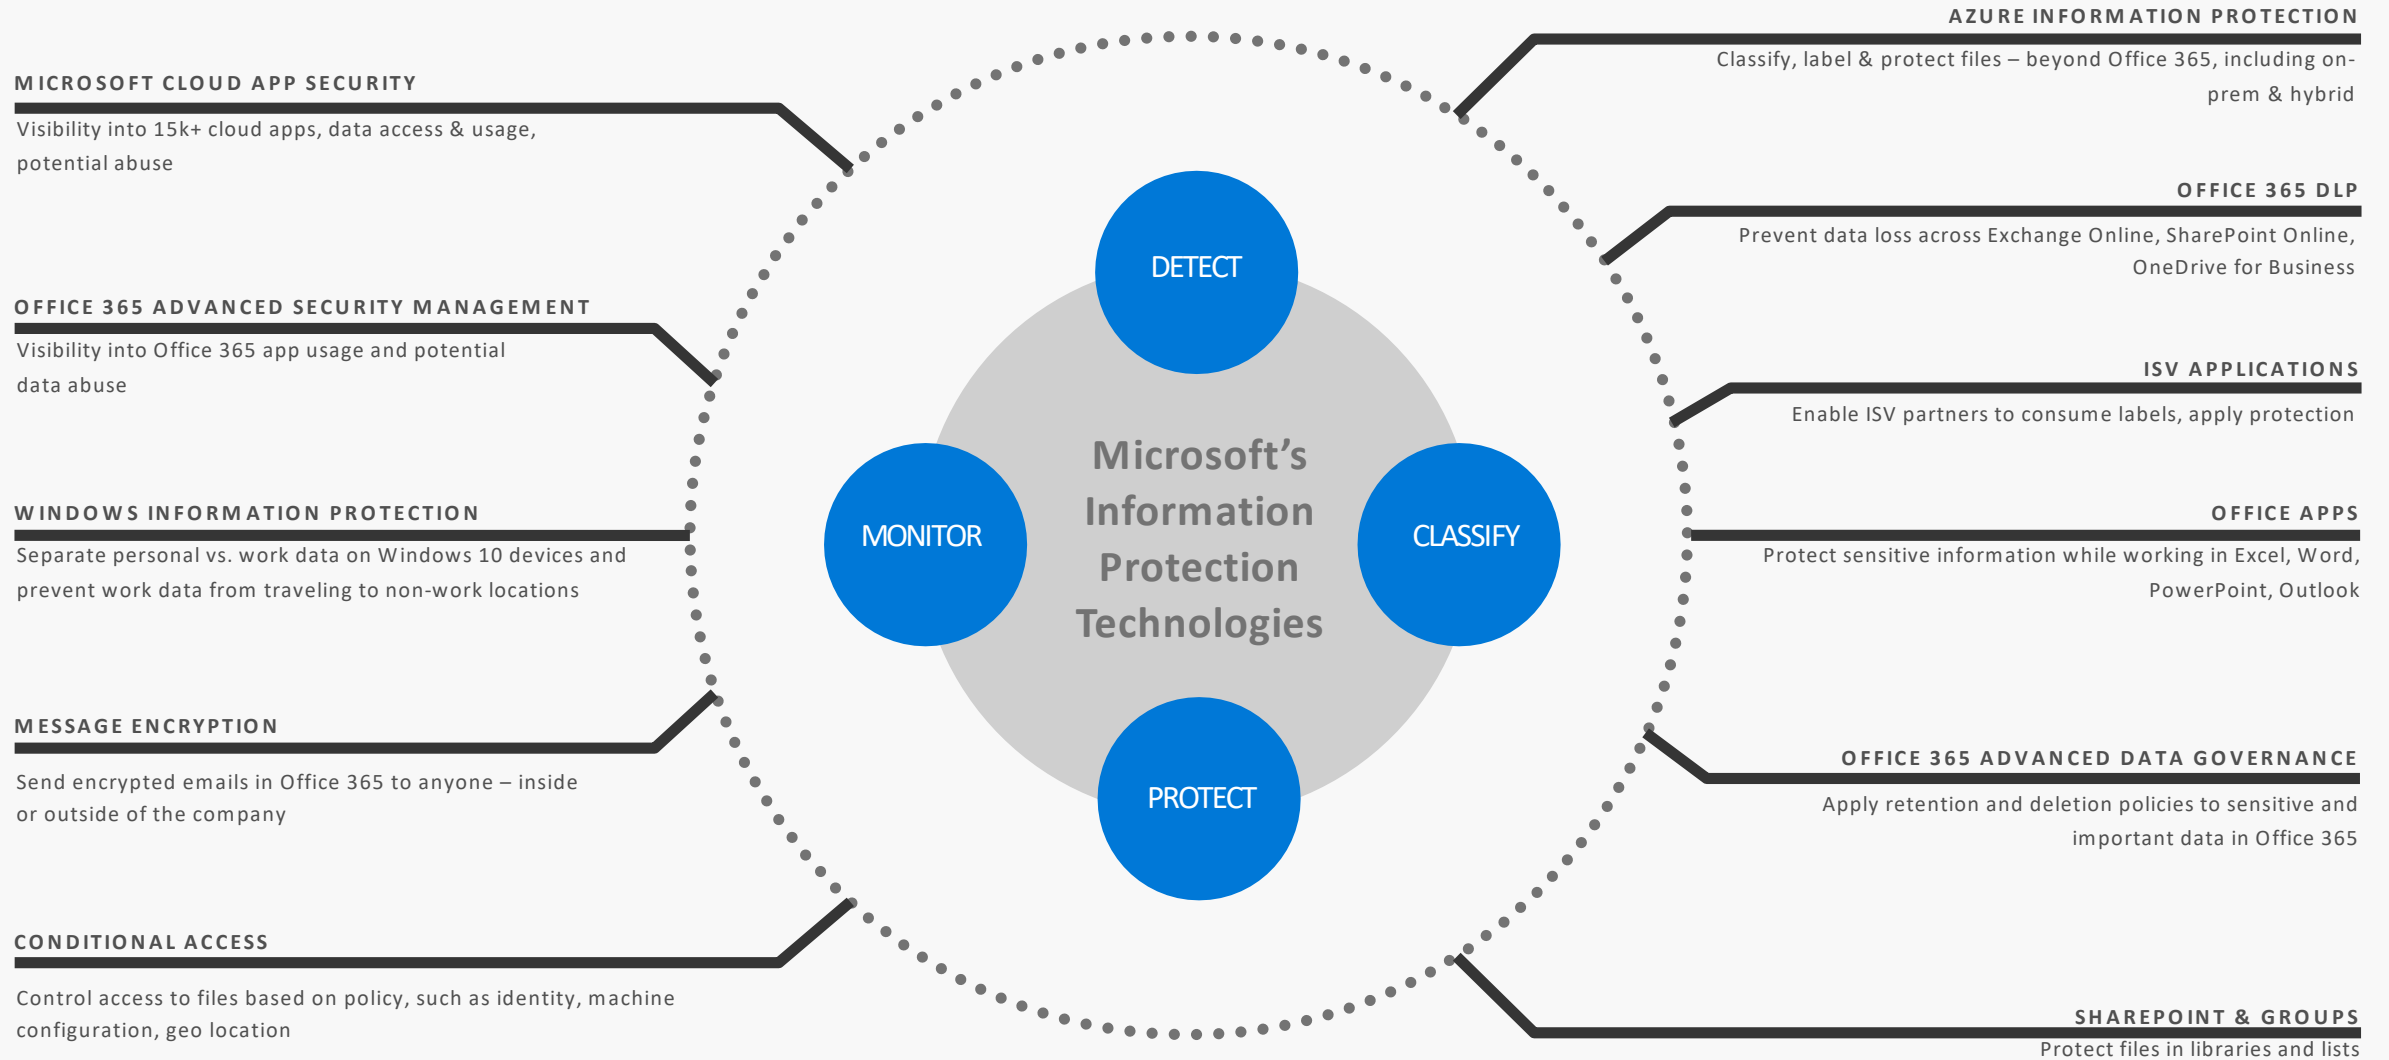 MICROSOFT CLOUD APP SECURITY
Visibility into 15k+ cloud apps, data access & usage,
potential abuse
OFFICE 365 ADVANCED SECURITY MANAGEMENT
Visibility into Office 365 app usage and potential
data abuse
WINDOWS INFORMATION PROTECTION
Separate personal vs. work data on Windows 10 devices and
prevent work data from traveling to non-work locations
MESSAGE ENCRYPTION
Send encrypted emails in Office 365 to anyone – inside
or outside of the company
CONDITIONAL ACCESS
Control access to files based on policy, such as identity, machine
configuration, geo location
DETECT
MONITOR
Microsoft’s
Information
Protection
Technologies
CLASSIFY
PROTECT
AZURE INFORMATION PROTECTION
Classify, label & protect files – beyond Office 365, including on-
prem & hybrid
OFFICE 365 DLP
Prevent data loss across Exchange Online, SharePoint Online,
OneDrive for Business
ISV APPLICATIONS
Enable ISV partners to consume labels, apply protection
OFFICE APPS
Protect sensitive information while working in Excel, Word,
PowerPoint, Outlook
OFFICE 365 ADVANCED DATA GOVERNANCE
Apply retention and deletion policies to sensitive and
important data in Office 365
SHAREPOINT & GROUPS
Protect files in libraries and lists